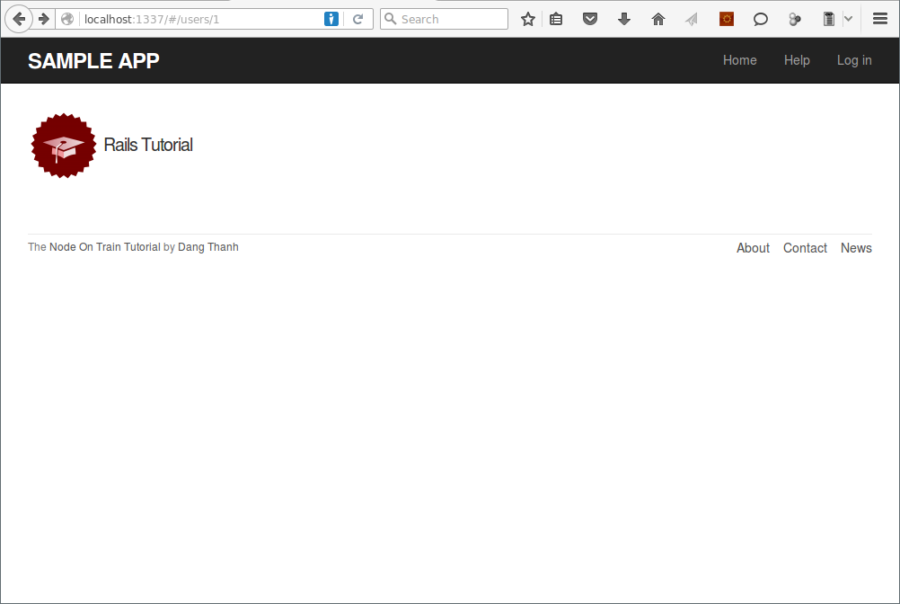 localhost:1337/#/users/1
Search
SAMPLE APP
Home Help Log in
Rails Tutorial
The Node On Train Tutorial by Dang Thanh
About Contact News